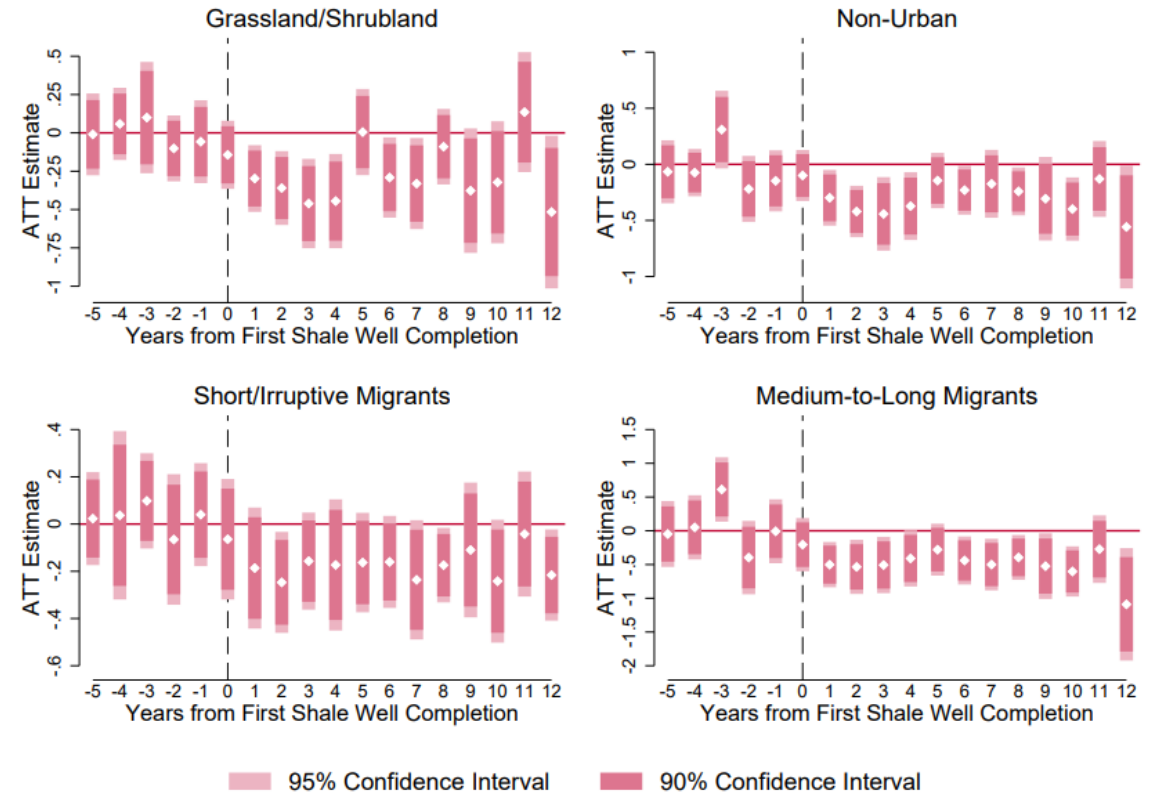 Grassland/Shrubland
Non-Urban
ATT Estimate
.5
.25
0
-.25
-.5
-.75
-1
-5 -4 -3 -2 -1 0 1 2 3 4 5 6 7 8 9 10 11 12
Years from First Shale Well Completion
ATT Estimate
1
.5
0
-.5
-1
-5 -4 -3 -2 -1 0 1 2 3 4 5 6 7 8 9 10 11 12
Years from First Shale Well Completion
Short/Irruptive Migrants
Medium-to-Long Migrants
ATT Estimate
.4
.2
0
-.2
-.4
-.6
-5 -4 -3 -2 -1 0 1 2 3 4 5 6 7 8 9 10 11 12
Years from First Shale Well Completion
ATT Estimate
1.5
1
.5
0
-.5
-1
-1.5
-2
-5 -4 -3 -2 -1 0 1 2 3 4 5 6 7 8 9 10 11 12
Years from First Shale Well Completion
95% Confidence Interval
90% Confidence Interval